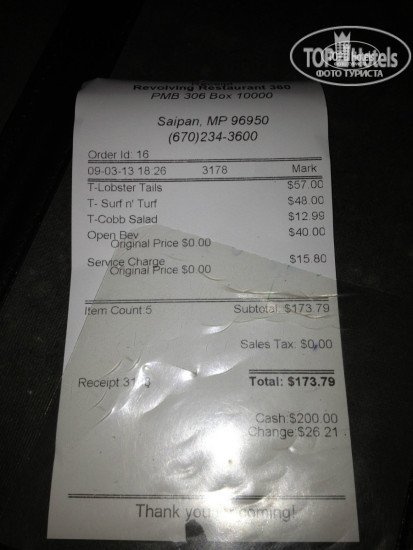 TOP Hotels
ФОТО ТУРИСТА
Revolving Restaurant 360
PMB 306 Box 10000
Saipan, MP 96950
(670)234-3600
Order Id: 16
09-03-13 18 26 3178 Mark
T-Lobster Tails $57.00
T- Surf n' Turf $48.00
T-Cobb Salad $12.99
Open Bev $40.00
Original Price $0.00
Service Charge $15.80
Original Price $0.00
Item Count 5 Subtotal: $173.79
Sales Tax: $0.00
Receipt Total: $173.79
Cash $200.00
Change $26.21
Thank you coming!